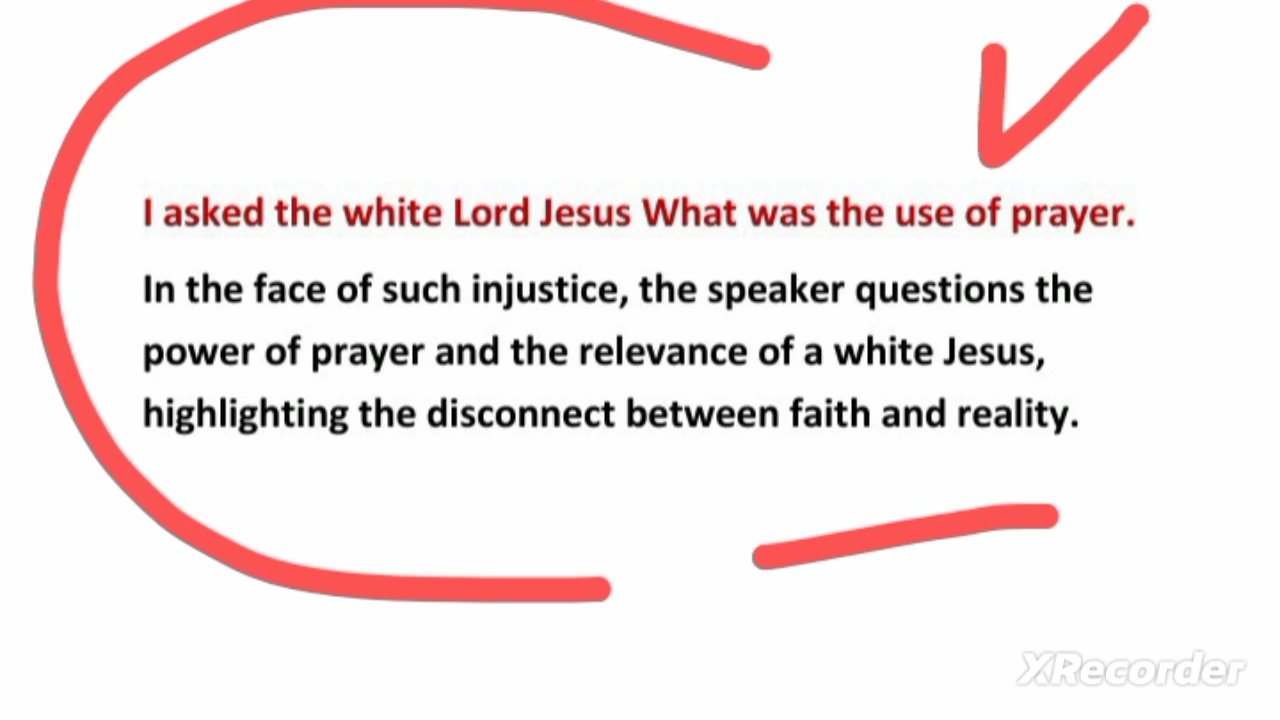 I asked the white Lord Jesus What was the use of prayer.
In the face of such injustice, the speaker questions the
power of prayer and the relevance of a white Jesus,
highlighting the disconnect between faith and reality.
XRecorder